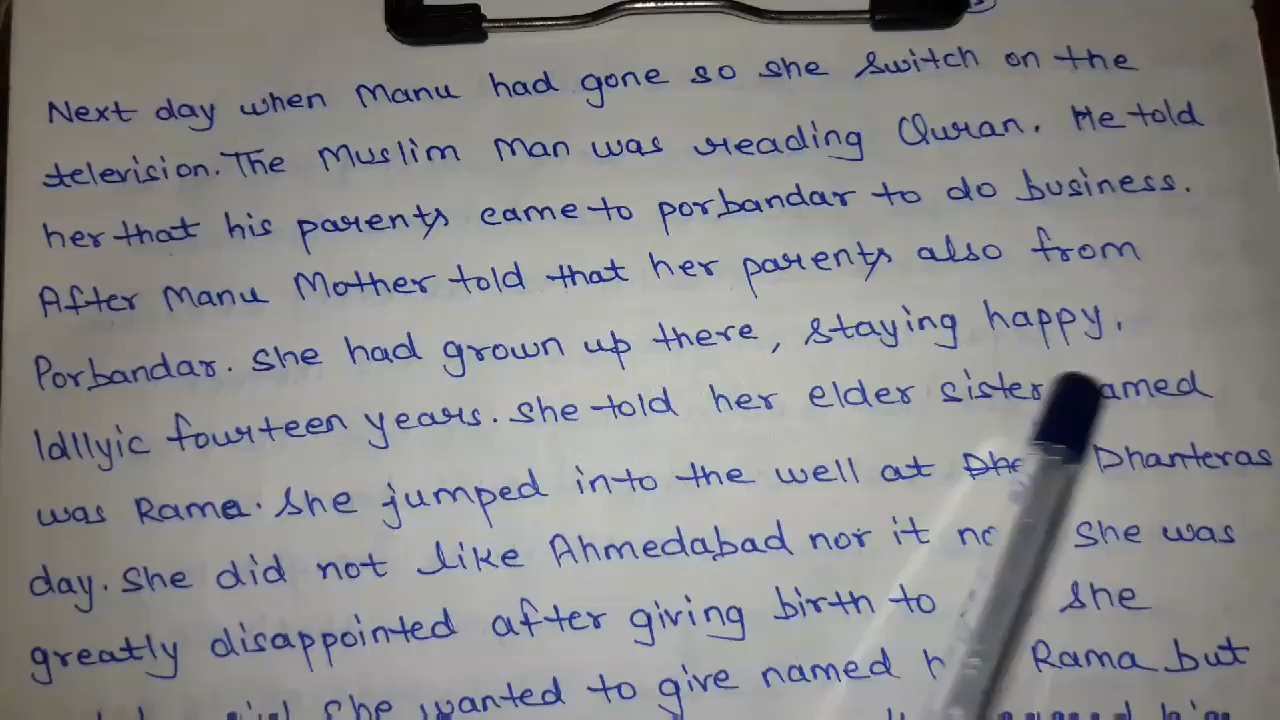 Next day when Manu had gone so she switch on the
television. The Muslim Man was reading Quran. He told
her that his parents came to porbandar to do business.
After Manu Mother told that her parents also from
Porbandar. She had grown up there, staying happy,
Idllyic fourteen years. She told her elder sister
was Rama. She jumped into the well at Dhanteras
day. She did not like Ahmedabad nor it She was
greatly disappointed after giving birth to she
she wanted to give named Rama but